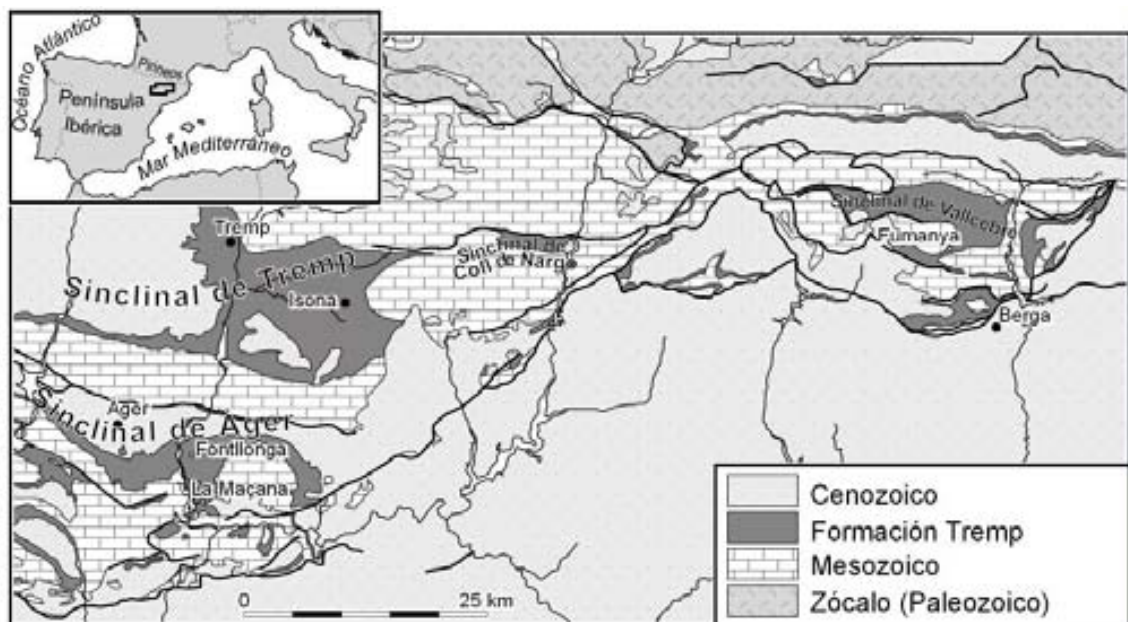 Océano Atlántico
Pirineos
Península
Ibérica
Mar Mediterráneo
Tremp
Sinclinal de Tremp
Isona
Sinclinal de
Coll de Nargó
Sinclinal de Vallcebre
Fumanya
Berga
Àger
Sinclinal de Àger
Fontllonga
La Maçana
0 25 km
Cenozoico
Formación Tremp
Mesozoico
Zócalo (Paleozoico)